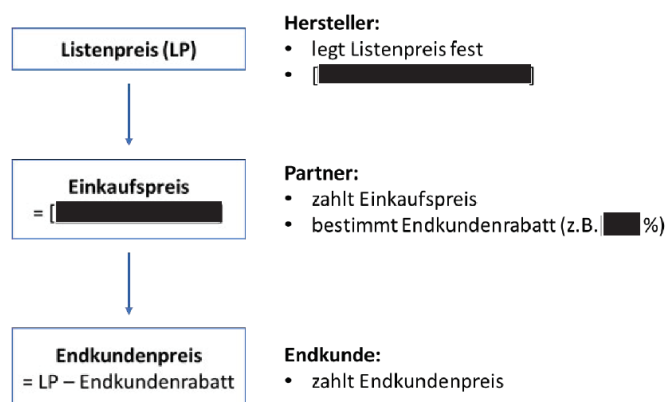 Listenpreis (LP)
Hersteller:
• legt Listenpreis fest
• [ ]
Einkaufspreis
= [
Partner:
• zahlt Einkaufspreis
• bestimmt Endkundenrabatt (z.B. %)
Endkundenpreis
= LP – Endkundenrabatt
Endkunde:
• zahlt Endkundenpreis